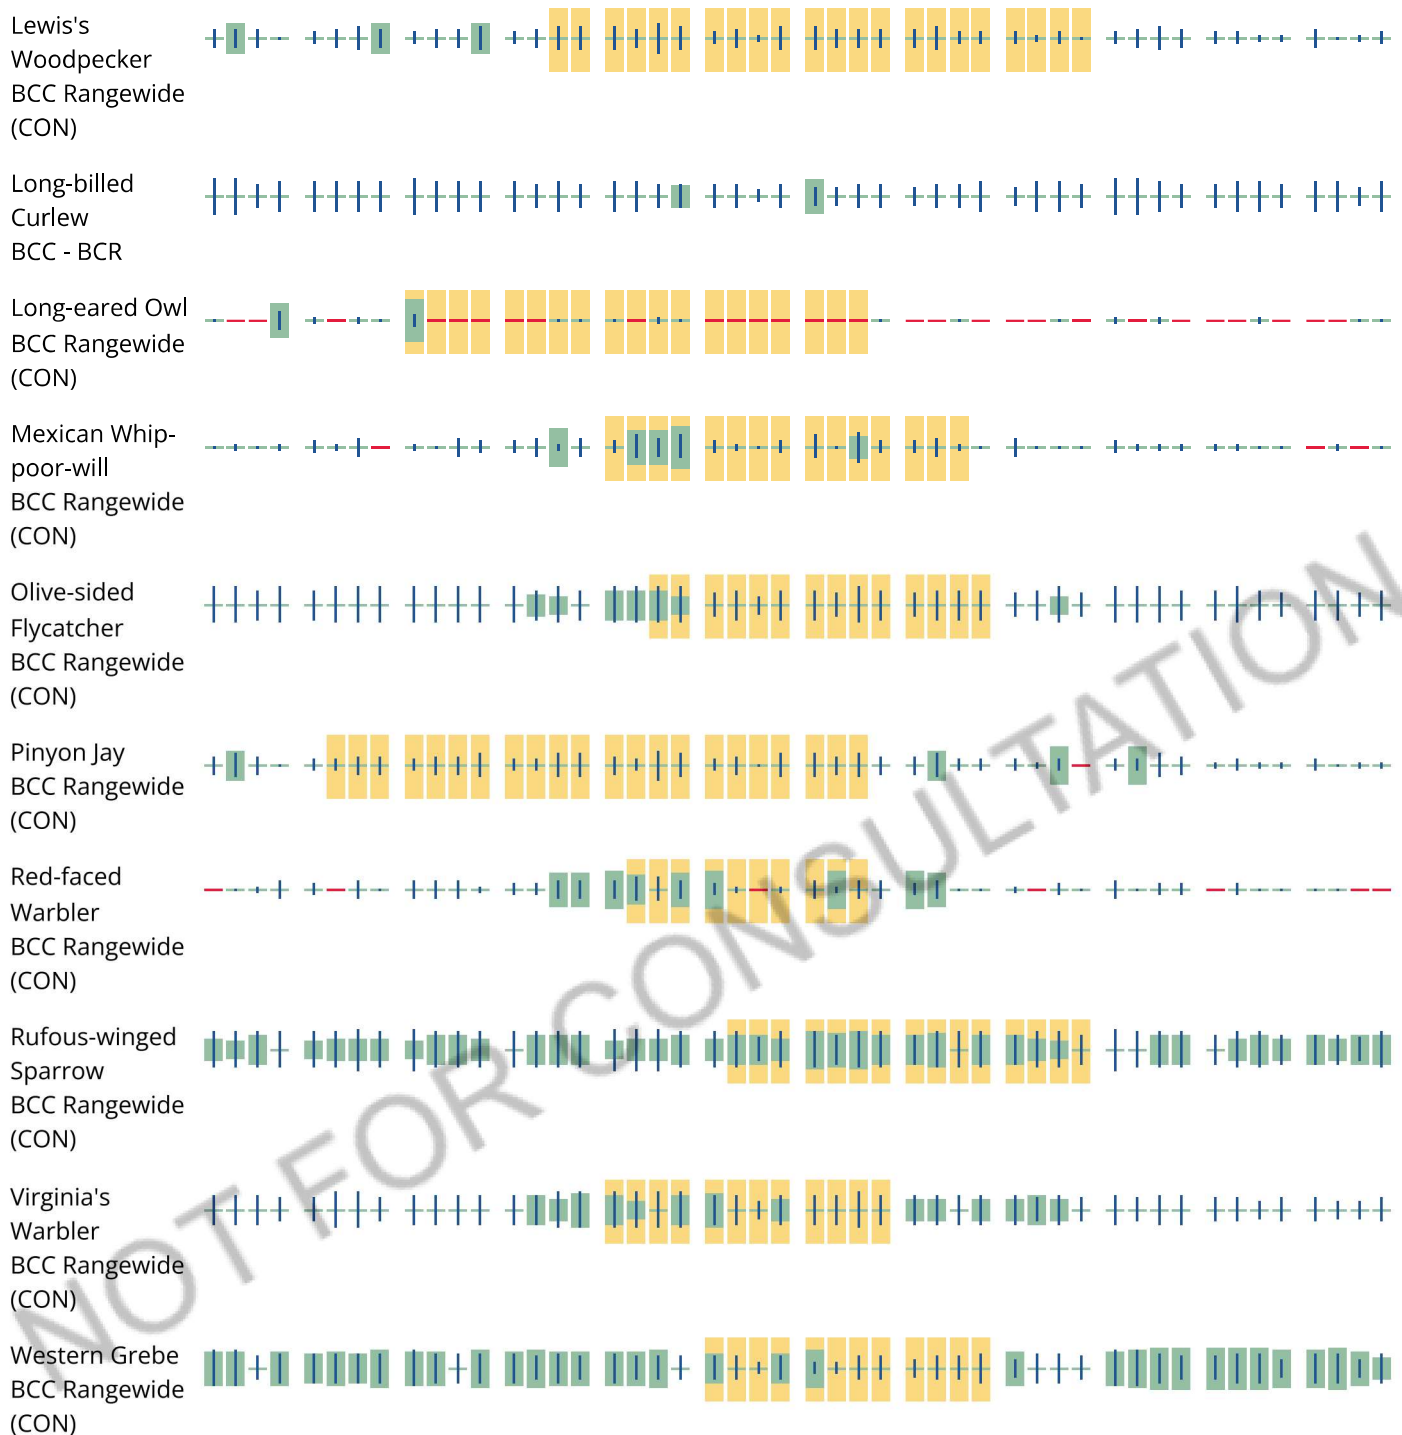 Lewis's
Woodpecker
BCC Rangewide
(CON)
Long-billed
Curlew
BCC - BCR
Long-eared Owl
BCC Rangewide
(CON)
Mexican Whip-
poor-will
BCC Rangewide
(CON)
Olive-sided
Flycatcher
BCC Rangewide
(CON)
Pinyon Jay
BCC Rangewide
(CON)
Red-faced
Warbler
BCC Rangewide
(CON)
Rufous-winged
Sparrow
BCC Rangewide
(CON)
Virginia's
Warbler
BCC Rangewide
(CON)
Western Grebe
BCC Rangewide
(CON)
NOT FOR CONSULTATION